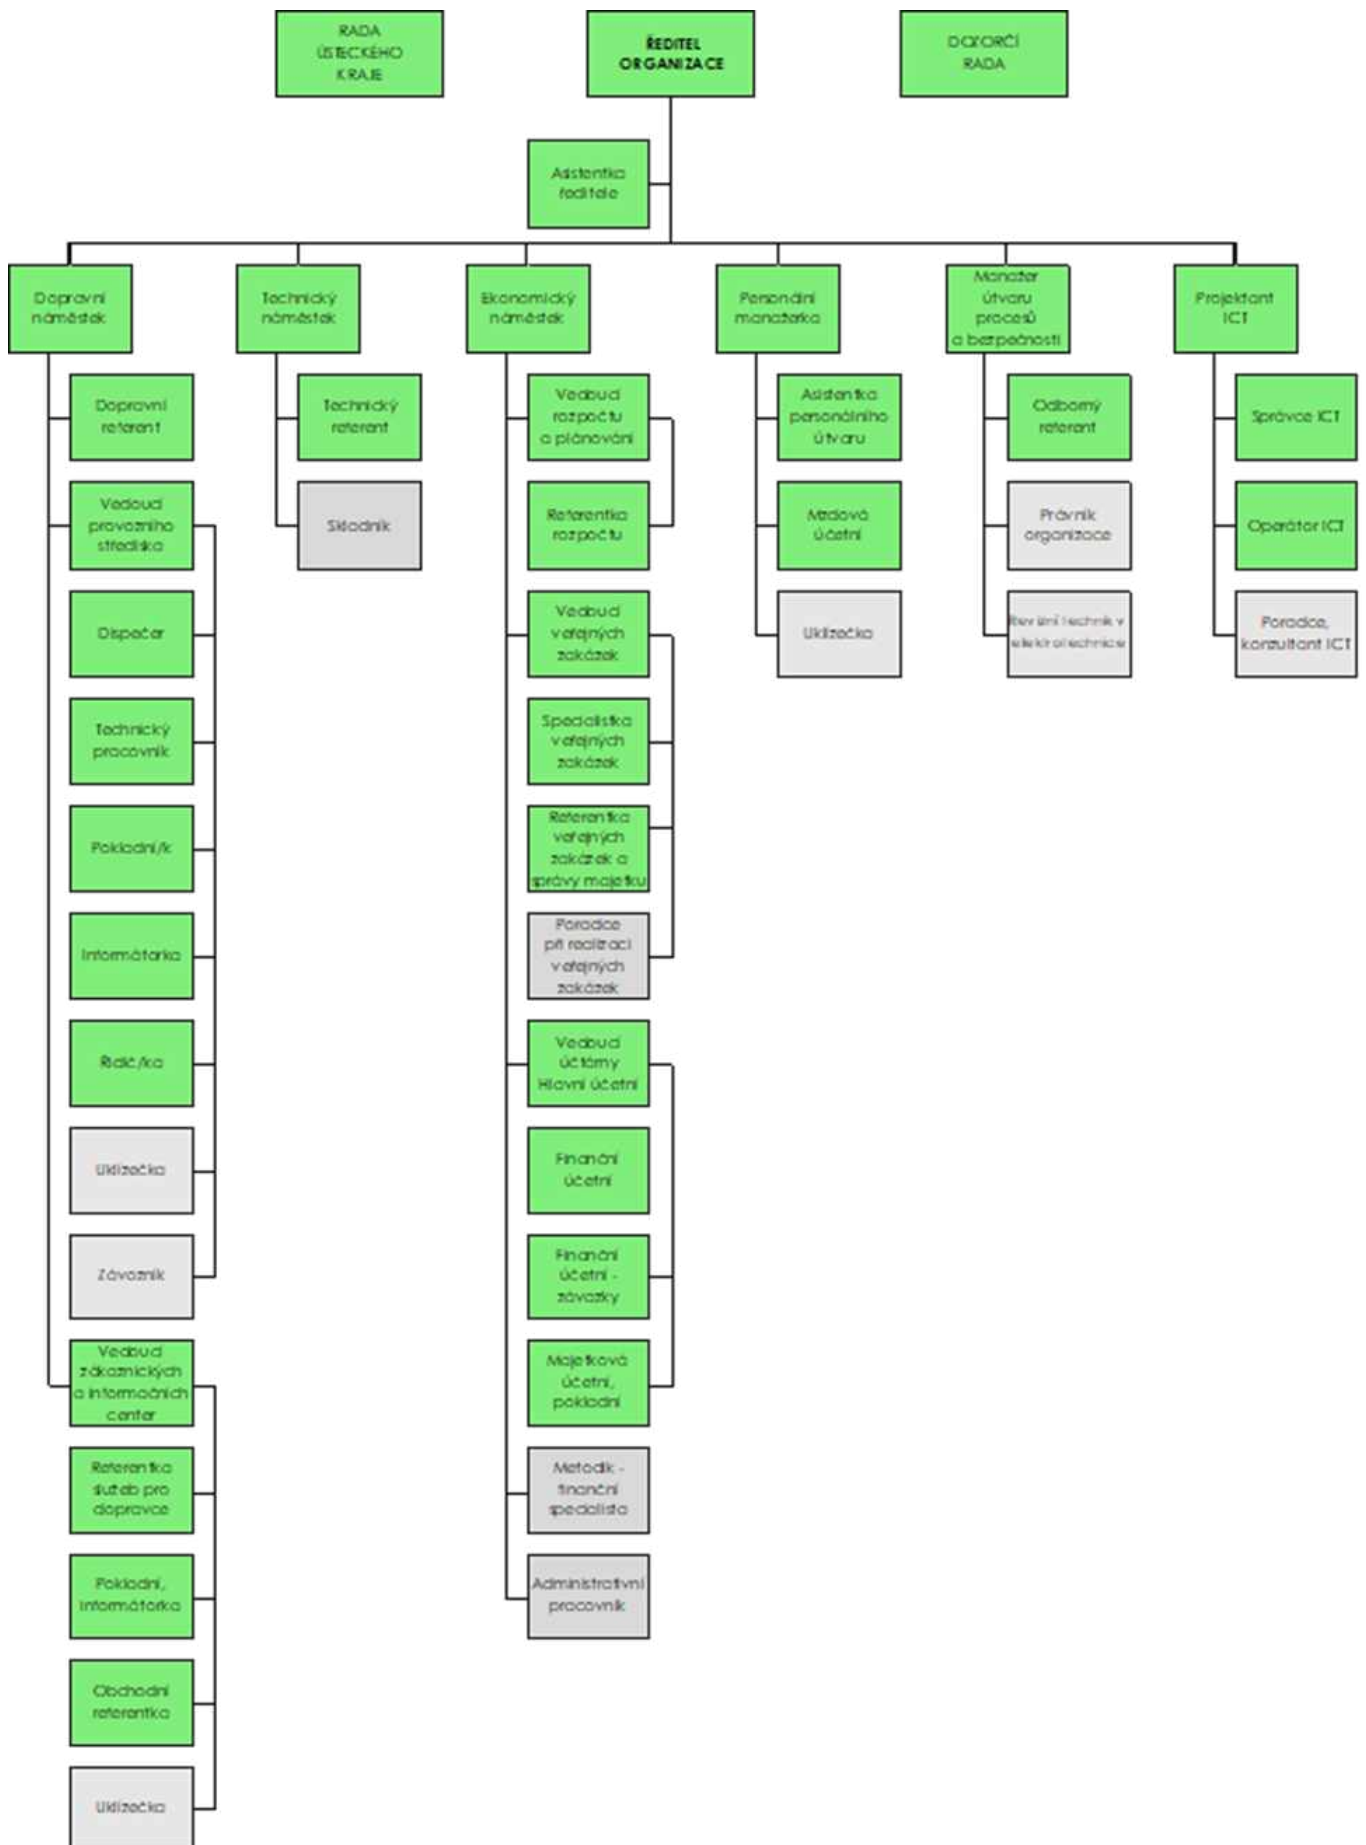 RADA
ÚSTECKÉHO
KRAJE
ŘEDITEL
ORGANIZACE
DOZORČÍ
RADA
Asistentka
ředitele
Dopravní
náměstek
Technický
náměstek
Ekonomický
náměstek
Personální
manažerka
Manažer
útvaru
procesů
a bezpečnosti
Projektant
ICT
Dopravní
referent
Vedoucí
provozního
střediska
Dispečer
Technický
pracovník
Pokladní/k
Informátorka
Řidič/ka
Uklízečka
Závozník
Vedoucí
zákaznických
a informačních
center
Referentka
služeb pro
dopravce
Pokladní,
informátorka
Obchodní
referentka
Uklízečka
Technický
referent
Skladník
Vedoucí
rozpočtu
a plánování
Referentka
rozpočtu
Vedoucí
veřejných
zakázek
Specialistka
veřejných
zakázek
Referentka
veřejných
zakázek a
správy majetku
Poradce
při realizaci
veřejných
zakázek
Vedoucí
účtárny
Hlavní účetní
Finanční
účetní
Finanční
účetní -
závazky
Majetková
účetní,
pokladní
Metodik -
finanční
specialista
Administrativní
pracovník
Asistentka
personálního
útvaru
Mzdová
účetní
Uklízečka
Odborný
referent
Právník
organizace
Revizní technik v
elektrotechnice
Správce ICT
Operátor ICT
Poradce,
konzultant ICT